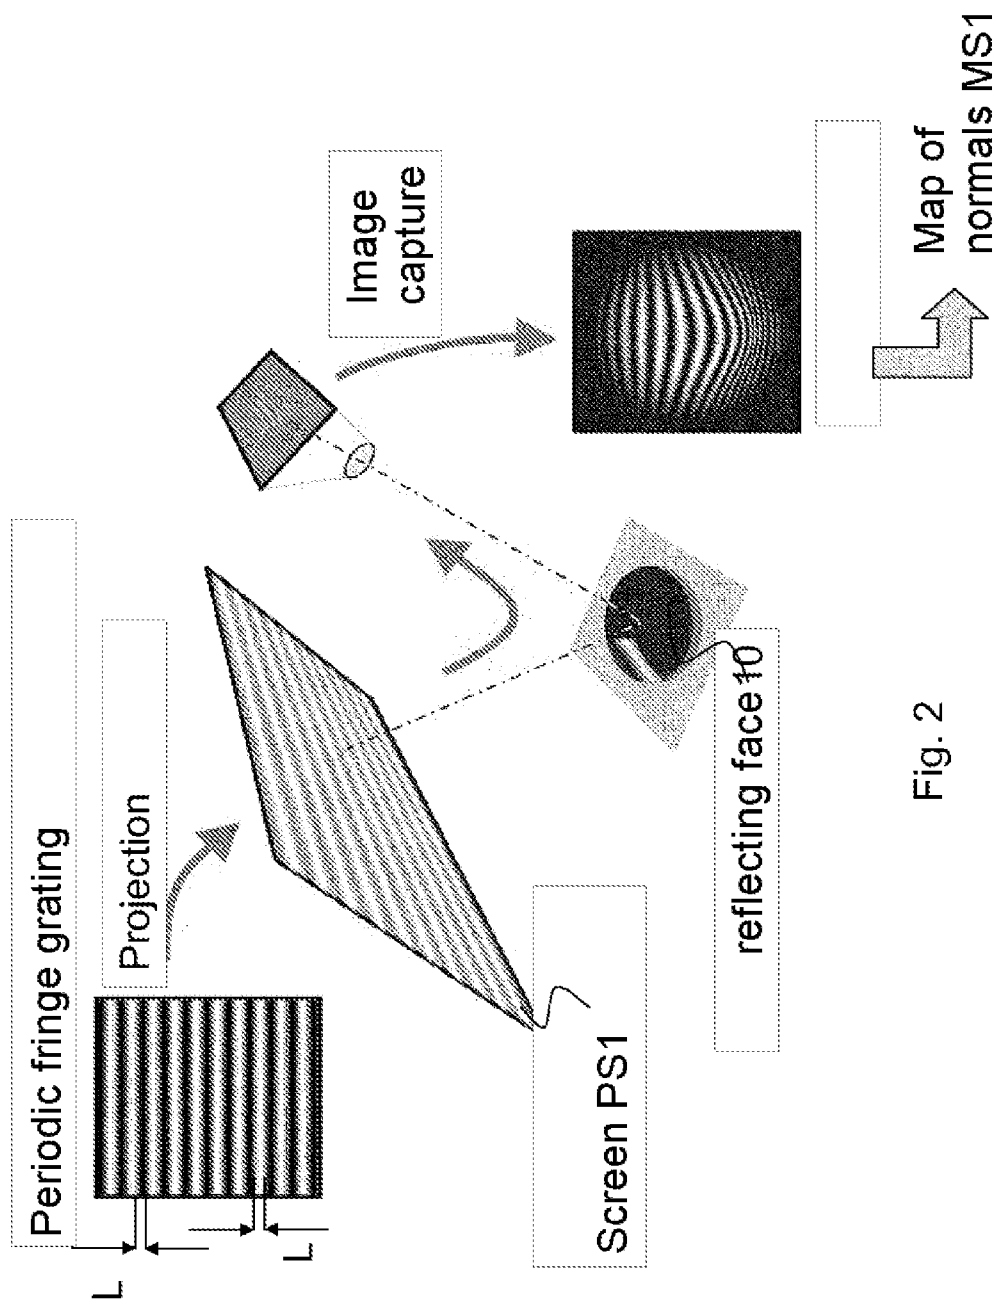 Periodic fringe grating
L
L
Projection
Image
capture
Screen PS1
reflecting face 10
Map of
normals MS1
Fig. 2